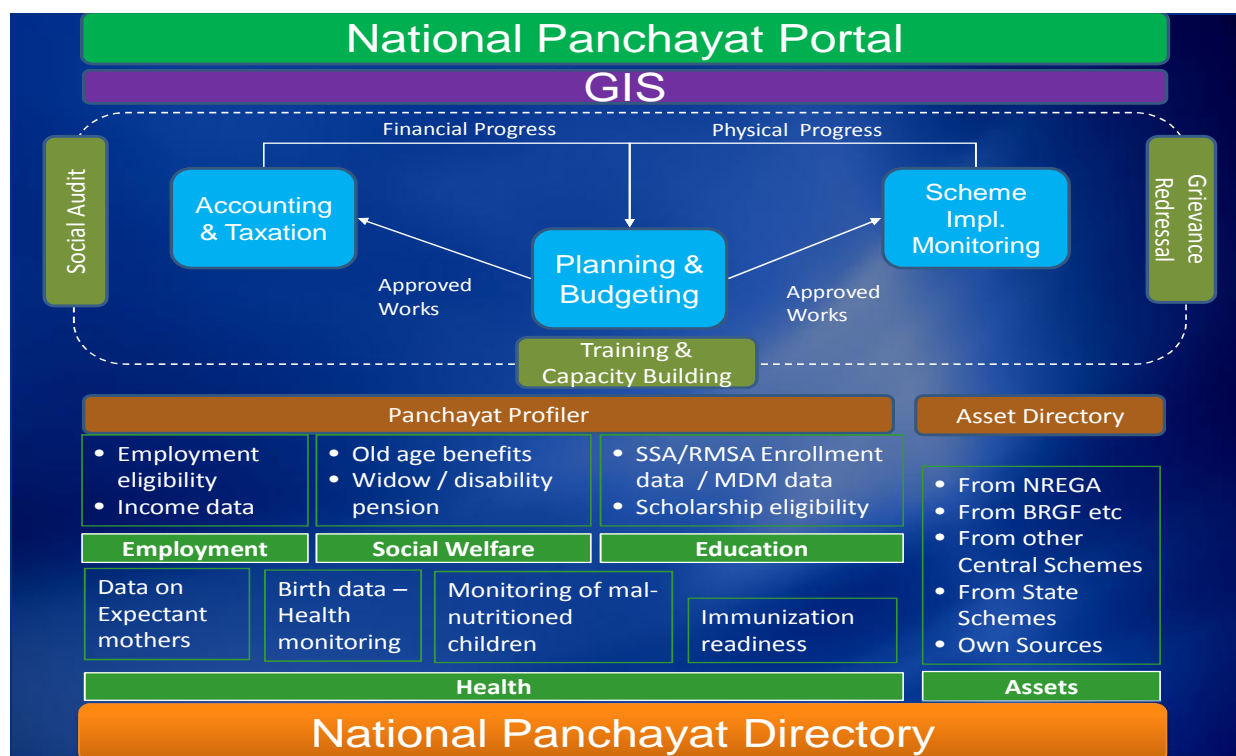 National Panchayat Portal
GIS
Financial Progress
Physical Progress
Social Audit
Grievance
Redressal
Accounting
& Taxation
Scheme
Impl.
Monitoring
Planning &
Budgeting
Approved
Works
Approved
Works
Training &
Capacity Building
Panchayat Profiler
Asset Directory
• Employment
eligibility
• Income data
• Old age benefits
• Widow / disability
pension
• SSA/RMSA Enrollment
data / MDM data
• Scholarship eligibility
Employment
Social Welfare
Education
Data on
Expectant
mothers
Birth data –
Health
monitoring
Monitoring of mal-
nutritioned
children
Immunization
readiness
• From NREGA
• From BRGF etc
• From other
Central Schemes
• From State
Schemes
• Own Sources
Health
Assets
National Panchayat Directory